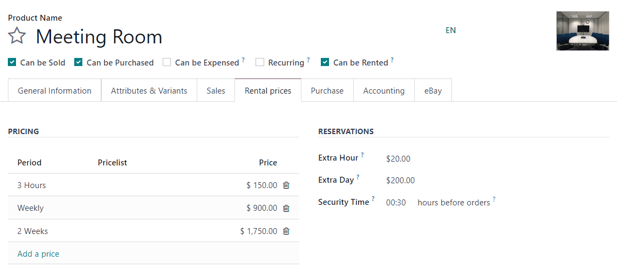 Product Name
Meeting Room
EN
Can be Sold Can be Purchased Can be Expensed ? Recurring ? Can be Rented ?
General Information Attributes & Variants Sales Rental prices Purchase Accounting eBay
PRICING
Period Pricelist Price
3 Hours $ 150.00
Weekly $ 900.00
2 Weeks $ 1,750.00
Add a price
RESERVATIONS
Extra Hour ? $20.00
Extra Day ? $200.00
Security Time ? 00:30 hours before orders ?